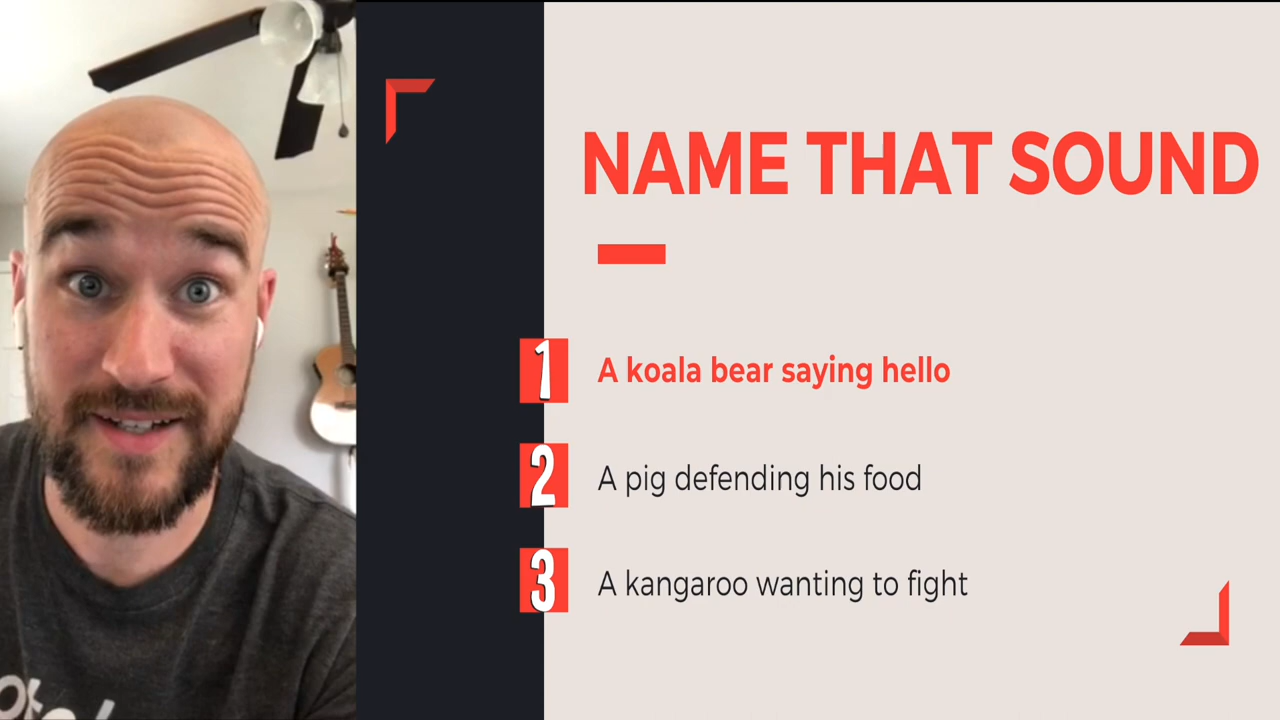 NAME THAT SOUND
1 A koala bear saying hello
2 A pig defending his food
3 A kangaroo wanting to fight